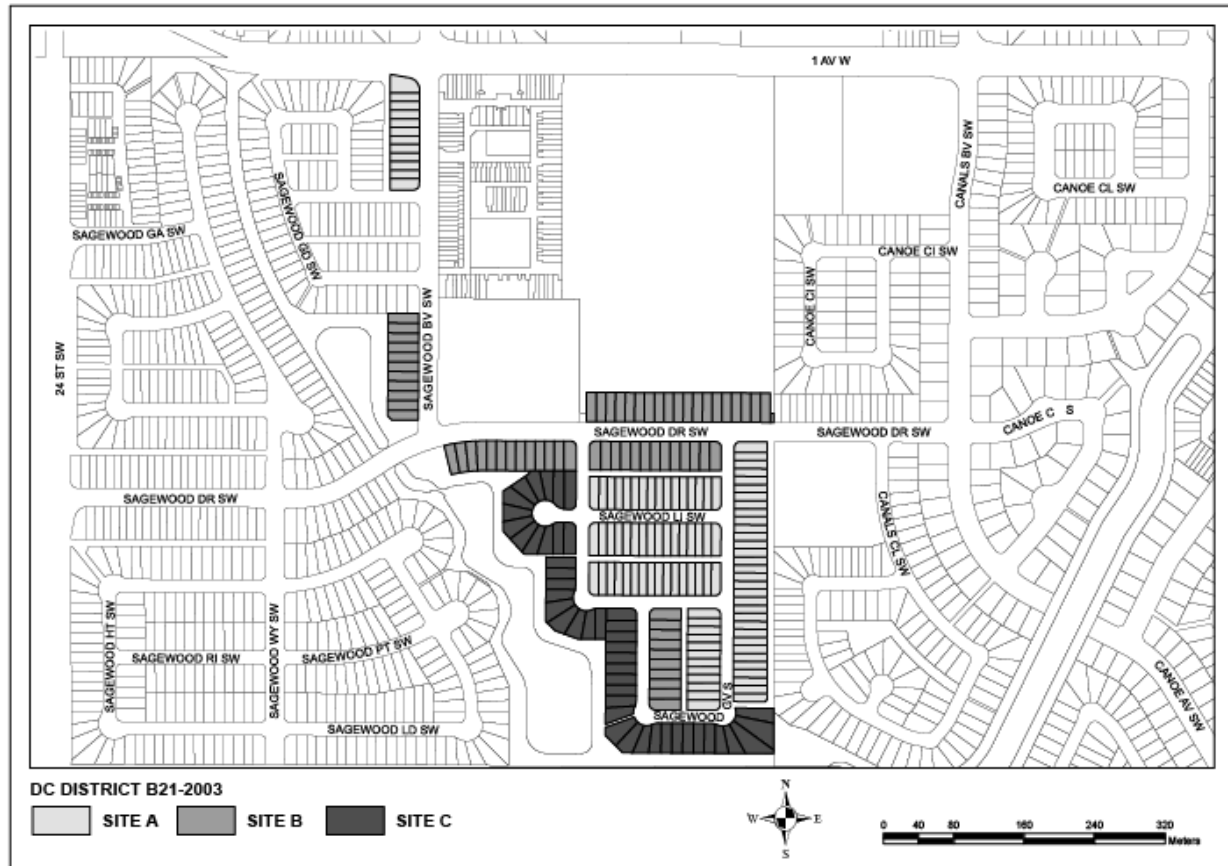 1 AV W
CANALS BV SW
CANOE CL SW
SAGEWOOD GA SW
SAGEWOOD GD SW
CANOE CI SW
CANOE CI SW
SAGEWOOD BV SW
24 ST SW
SAGEWOOD DR SW
SAGEWOOD DR SW
CANOE C S
SAGEWOOD DR SW
SAGEWOOD LI SW
CANALS CL SW
SAGEWOOD HT SW
SAGEWOOD WY SW
SAGEWOOD RI SW
SAGEWOOD PT SW
CANOE AV SW
GV S
SAGEWOOD
SAGEWOOD LD SW
DC DISTRICT B21-2003
SITE A SITE B SITE C
N
W E
S
0 40 80 160 240 320
Meters